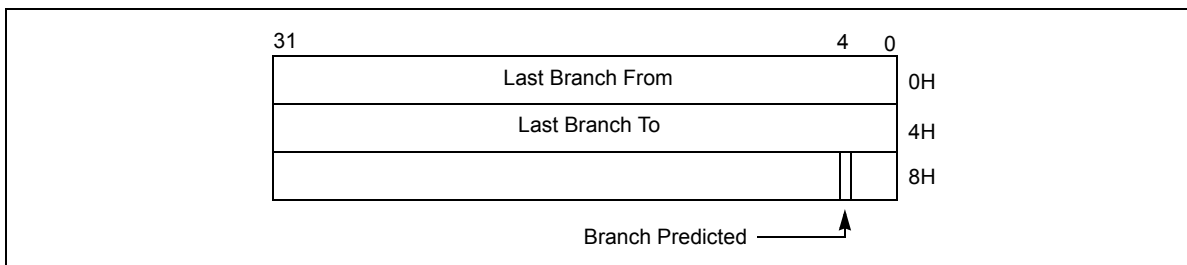 31 4 0
Last Branch From 0H
Last Branch To 4H
8H
Branch Predicted